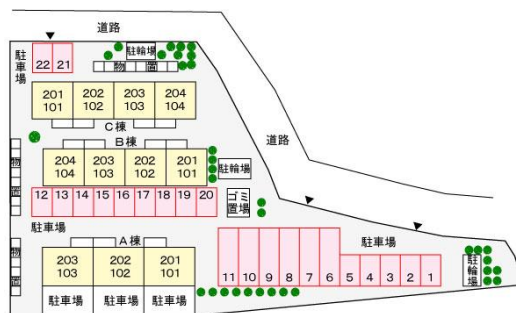 道路
駐車場
22 21
駐輪場
物置
201 202 203 204
101 102 103 104
C棟
B棟
道路
204 203 202 201
104 103 102 101
駐輪場
物置
12 13 14 15 16 17 18 19 20
ゴミ置場
駐車場
A棟
203 202 201
103 102 101
駐車場 駐車場 駐車場
物置
駐車場
11 10 9 8 7 6 5 4 3 2 1
駐輪場